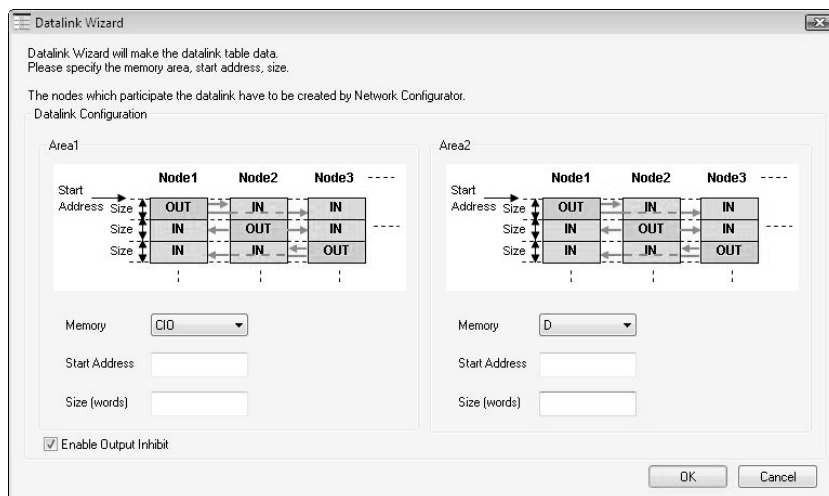 Datalink Wizard
Datalink Wizard will make the datalink table data.
Please specify the memory area, start address, size.
The nodes which participate the datalink have to be created by Network Configurator.
Datalink Configuration
Area1
Node1 Node2 Node3
Start
Address Size OUT IN IN
Size IN OUT IN
Size IN IN OUT
Memory CIO
Start Address
Size (words)
Area2
Node1 Node2 Node3
Start
Address Size OUT IN IN
Size IN OUT IN
Size IN IN OUT
Memory D
Start Address
Size (words)
Enable Output Inhibit
OK Cancel